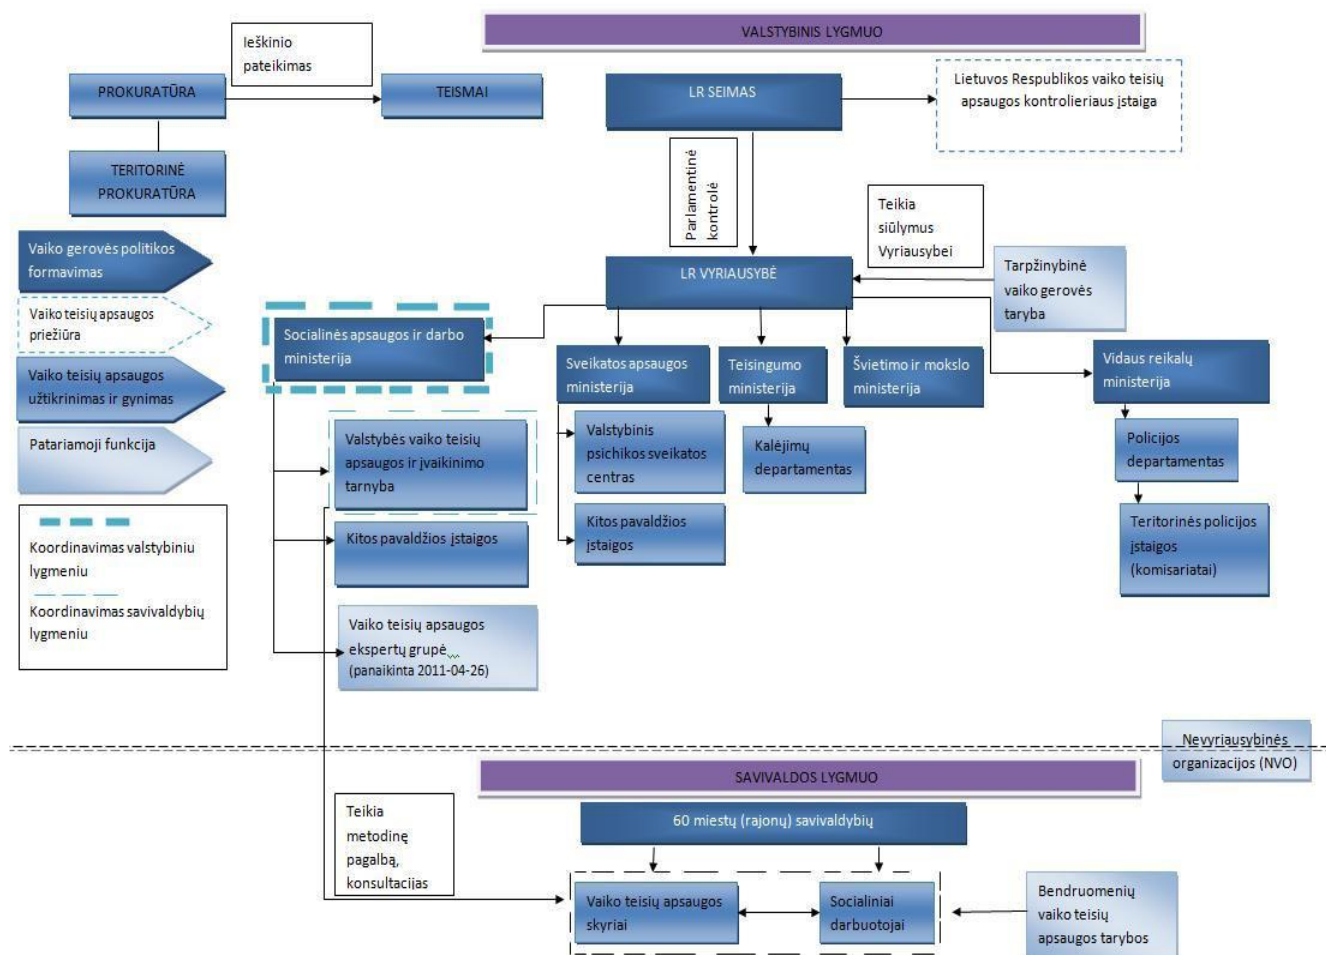 VALSTYBINIS LYGMUO
Ieškinio
pateikimas
PROKURATŪRA
TEISMAI
LR SEIMAS
Lietuvos Respublikos vaiko teisių
apsaugos kontrolieriaus įstaiga
TERITORINĖ
PROKURATŪRA
Parlamentinė
kontrolė
Teikia
siūlymus
Vyriausybei
Vaiko gerovės politikos
formavimas
LR VYRIAUSYBĖ
Tarpžinybinė
vaiko gerovės
taryba
Vaiko teisių apsaugos
priežiūra
Socialinės apsaugos ir darbo
ministerija
Sveikatos apsaugos
ministerija
Teisingumo
ministerija
Švietimo ir mokslo
ministerija
Vidaus reikalų
ministerija
Vaiko teisių apsaugos
užtikrinimas ir gynimas
Patariamoji funkcija
Valstybės vaiko teisių
apsaugos ir įvaikinimo
tarnyba
Valstybinis
psichikos sveikatos
centras
Kalėjimų
departamentas
Policijos
departamentas
Koordinavimas valstybiniu
lygmeniu
Koordinavimas savivaldybių
lygmeniu
Kitos pavaldžios įstaigos
Kitos pavaldžios
įstaigos
Teritorinės policijos
įstaigos
(komisariatai)
Vaiko teisių apsaugos
ekspertų grupė
(panaikinta 2011-04-26)
Nevyriausybinės
organizacijos (NVO)
SAVIVALDOS LYGMUO
Teikia
metodinę
pagalbą,
konsultacijas
60 miestų (rajonų) savivaldybių
Vaiko teisių apsaugos
skyriai
Socialiniai
darbuotojai
Bendruomenių
vaiko teisių
apsaugos tarybos